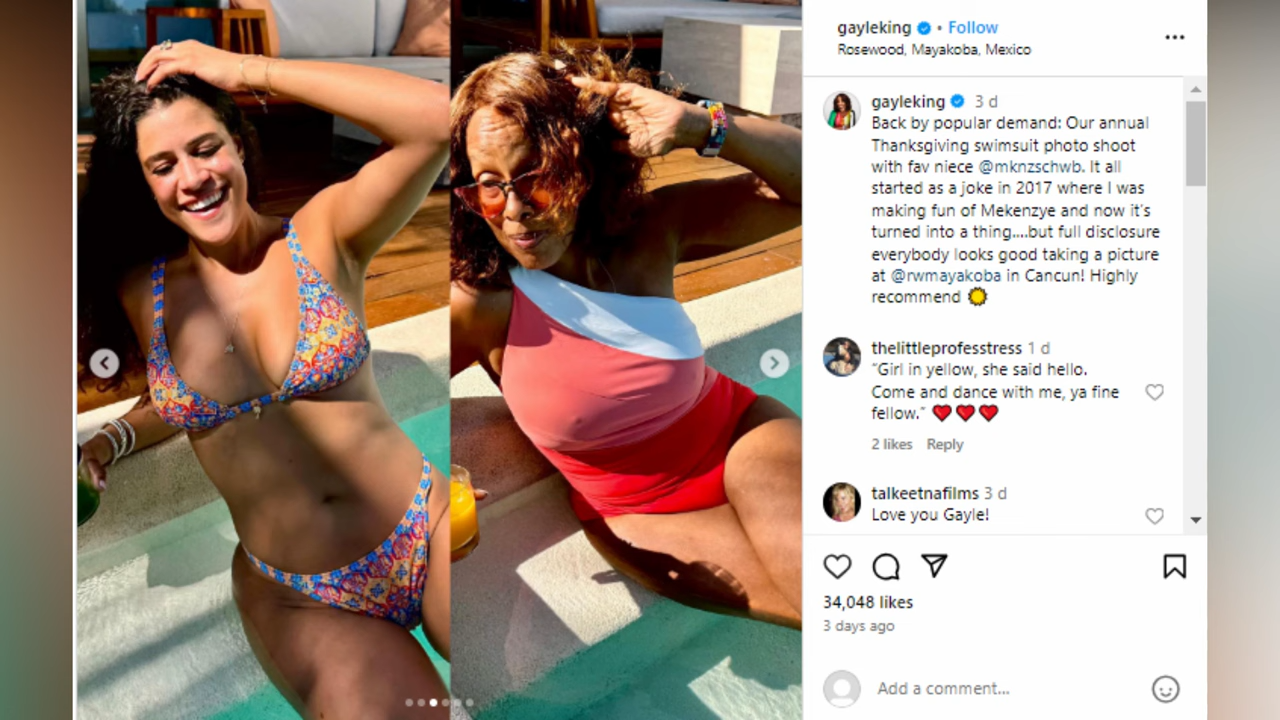 gayleking • Follow
Rosewood, Mayakoba, Mexico
gayleking 3 d
Back by popular demand: Our annual
Thanksgiving swimsuit photo shoot
with fav niece @mknzschwb. It all
started as a joke in 2017 where I was
making fun of Mekenzye and now it's
turned into a thing....but full disclosure
everybody looks good taking a picture
at @rwmayakoba in Cancun! Highly
recommend
thelittleprofesstress 1 d
“Girl in yellow, she said hello.
Come and dance with me, ya fine
fellow.” ❤️❤️❤️
2 likes Reply
talkeetnafilms 3 d
Love you Gayle!
34,048 likes
3 days ago
Add a comment...